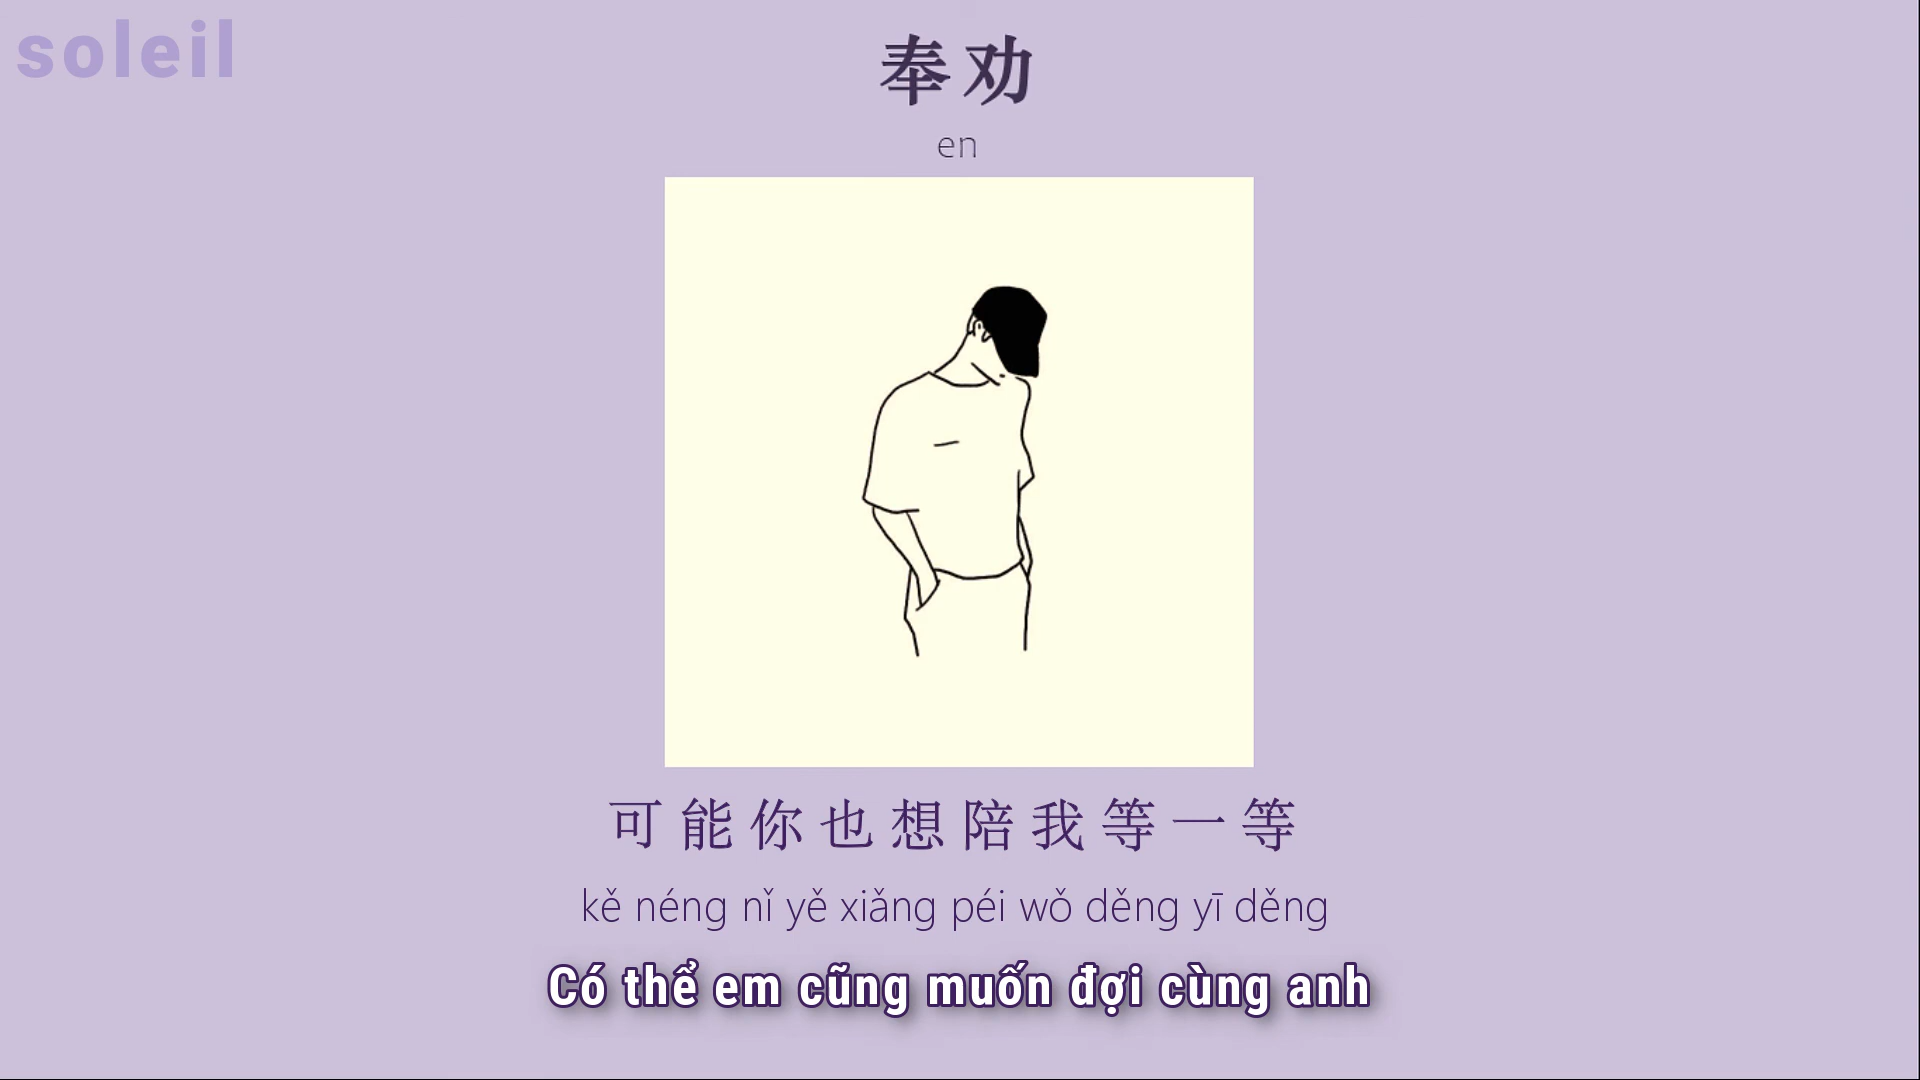 soleil
奉劝
en
可能你也想陪我等一等
kě néng nǐ yě xiǎng péi wǒ děng yī děng
Có thể em cũng muốn đợi cùng anh